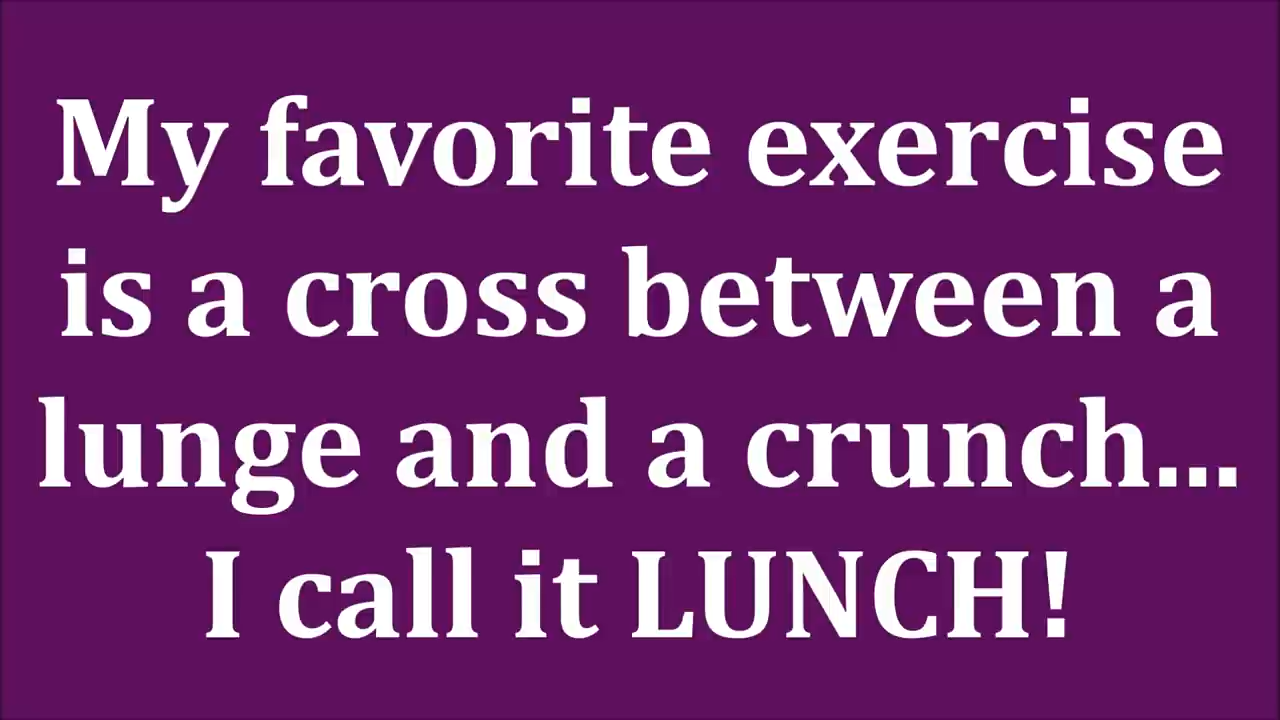 My favorite exercise
is a cross between a
lunge and a crunch...
I call it LUNCH!